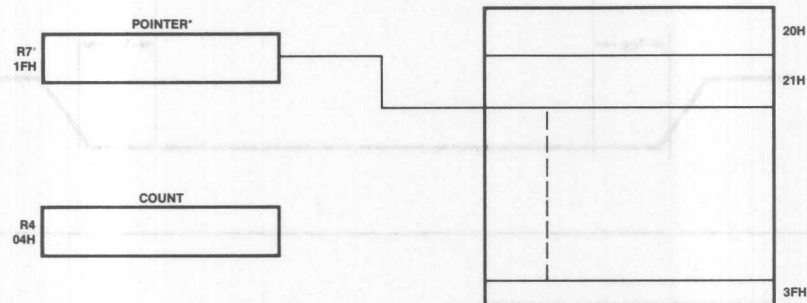 POINTER*
R7'
1FH
20H
21H
COUNT
R4
04H
3FH